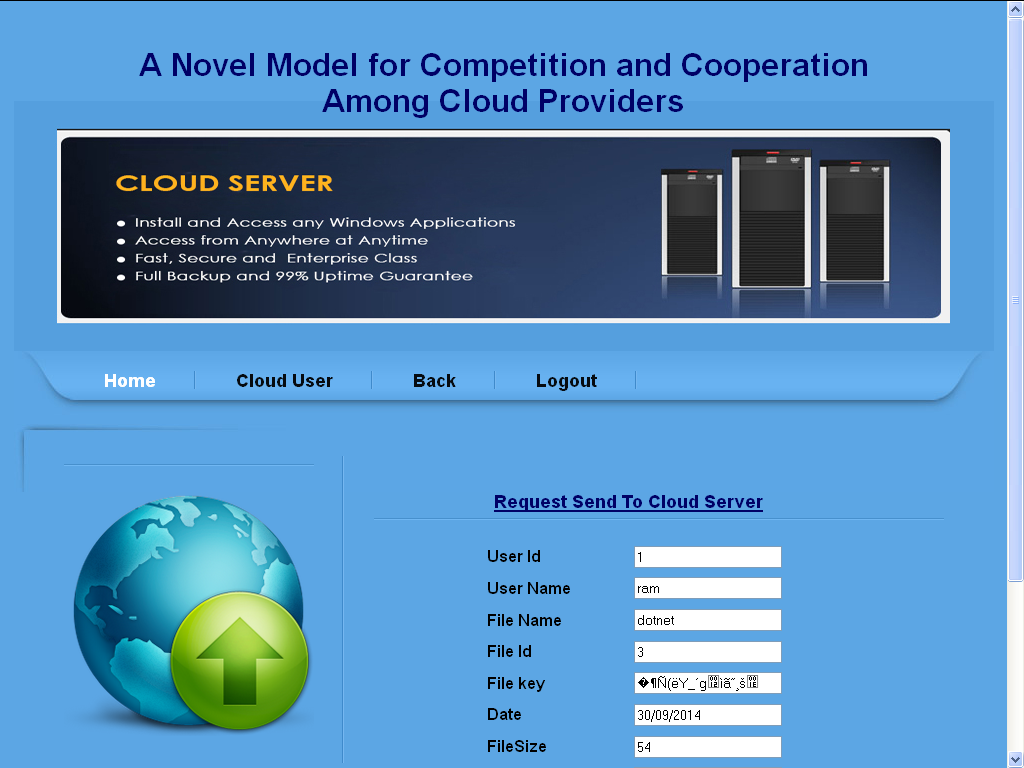 A Novel Model for Competition and Cooperation
Among Cloud Providers
CLOUD SERVER
● Install and Access any Windows Applications
● Access from Anywhere at Anytime
● Fast, Secure and Enterprise Class
● Full Backup and 99% Uptime Guarantee
Home Cloud User Back Logout
Request Send To Cloud Server
User Id 1
User Name ram
File Name dotnet
File Id 3
File key
Date 30/09/2014
FileSize 54